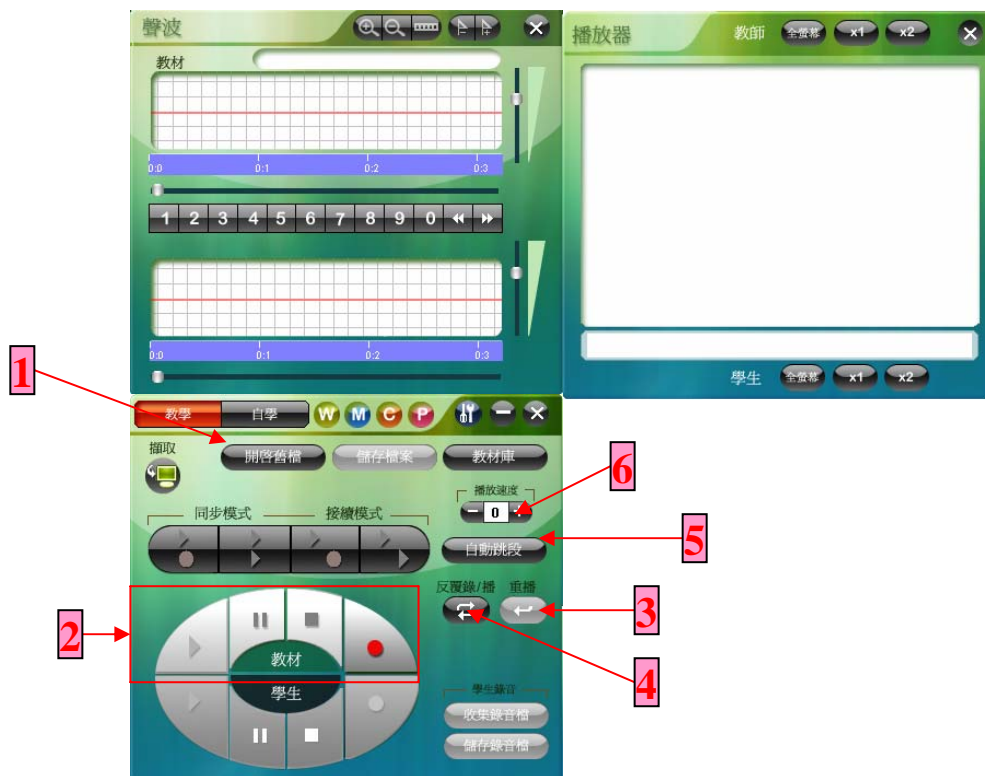 聲波
教材
0:0 0:1 0:2 0:3
1 2 3 4 5 6 7 8 9 0
0:0 0:1 0:2 0:3
播放器 教師 全螢幕 x1 x2
學生 全螢幕 x1 x2
1
教學 自學 W M C P
擷取 開啓舊檔 儲存檔案 教材庫
6
播放速度
0
同步模式 接續模式
5
自動跳段
反覆錄/播 重播
3
2
教材
4
學生
學生錄音
收集錄音檔
儲存錄音檔